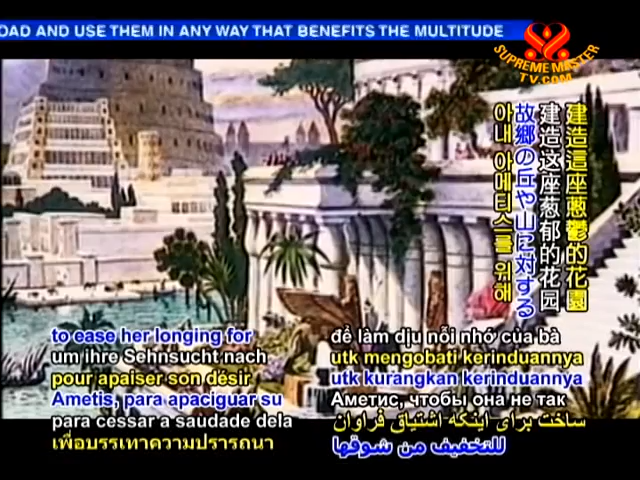 OAD AND USE THEM IN ANY WAY THAT BENEFITS THE MULTITUDE
SUPREME MASTER
TV.COM
建造這座蔥鬱的花園
建造这座葱郁的花园
故郷の丘や山に対する
아내 아메티스를 위해
to ease her longing for
um ihre Sehnsucht nach
pour apaiser son désir
Ametis, para apaciguar su
para cessar a saudade dela
เพื่อบรรเทาความปรารถนา
để làm dịu nỗi nhớ của bà
utk mengobati kerinduannya
utk kurangkan kerinduannya
Аметис, чтобы она не так
ساخت برای اینکه اشتیاق فراوان
للتخفيف من شوقها